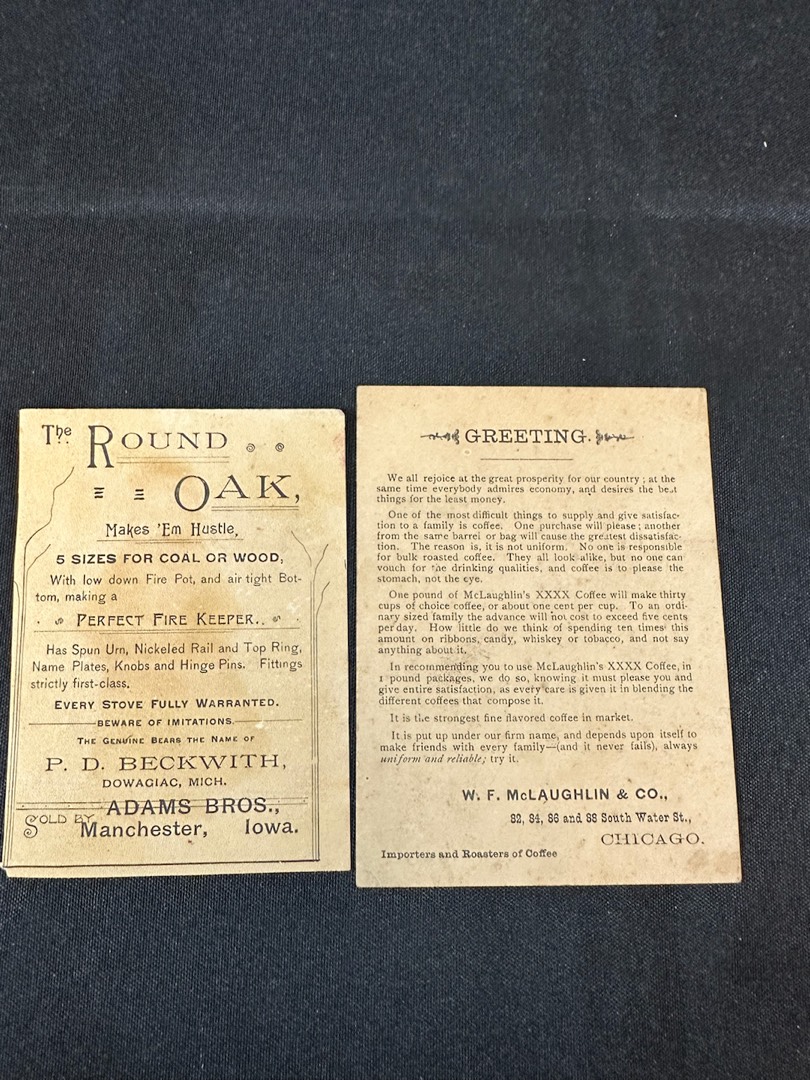 The ROUND
OAK,
Makes 'Em Hustle,
5 SIZES FOR COAL OR WOOD,
With low down Fire Pot, and air tight Bot-
tom, making a
PERFECT FIRE KEEPER..
Has Spun Urn, Nickeled Rail and Top Ring,
Name Plates, Knobs and Hinge Pins. Fittings
strictly first-class.
EVERY STOVE FULLY WARRANTED.
BEWARE OF IMITATIONS.
THE GENUINE BEARS THE NAME OF
P. D. BECKWITH,
DOWAGIAC, MICH.
SOLD BY ADAMS BROS.,
Manchester, Iowa.
GREETING.
We all rejoice at the great prosperity for our country; at the
same time everybody admires economy, and desires the best
things for the least money.
One of the most difficult things to supply and give satisfac-
tion to a family is coffee. One purchase will please; another
from the same barrel or bag will cause the greatest dissatisfac-
tion. The reason is, it is not uniform. No one is responsible
for bulk roasted coffee. They all look alike, but no one can
vouch for the drinking qualities, and coffee is to please the
stomach, not the eye.
One pound of McLaughlin's XXXX Coffee will make thirty
cups of choice coffee, or about one cent per cup. To an ordi-
nary sized family the advance will not cost to exceed five cents
per day. How little do we think of spending ten times this
amount on ribbons, candy, whiskey or tobacco, and not say
anything about it.
In recommending you to use McLaughlin's XXXX Coffee, in
1 pound packages, we do so, knowing it must please you and
give entire satisfaction, as every care is given it in blending the
different coffees that compose it.
It is the strongest fine flavored coffee in market.
It is put up under our firm name, and depends upon itself to
make friends with every family—(and it never fails), always
uniform and reliable; try it.
W. F. McLAUGHLIN & CO.,
82, 84, 86 and 88 South Water St.,
CHICAGO.
Importers and Roasters of Coffee